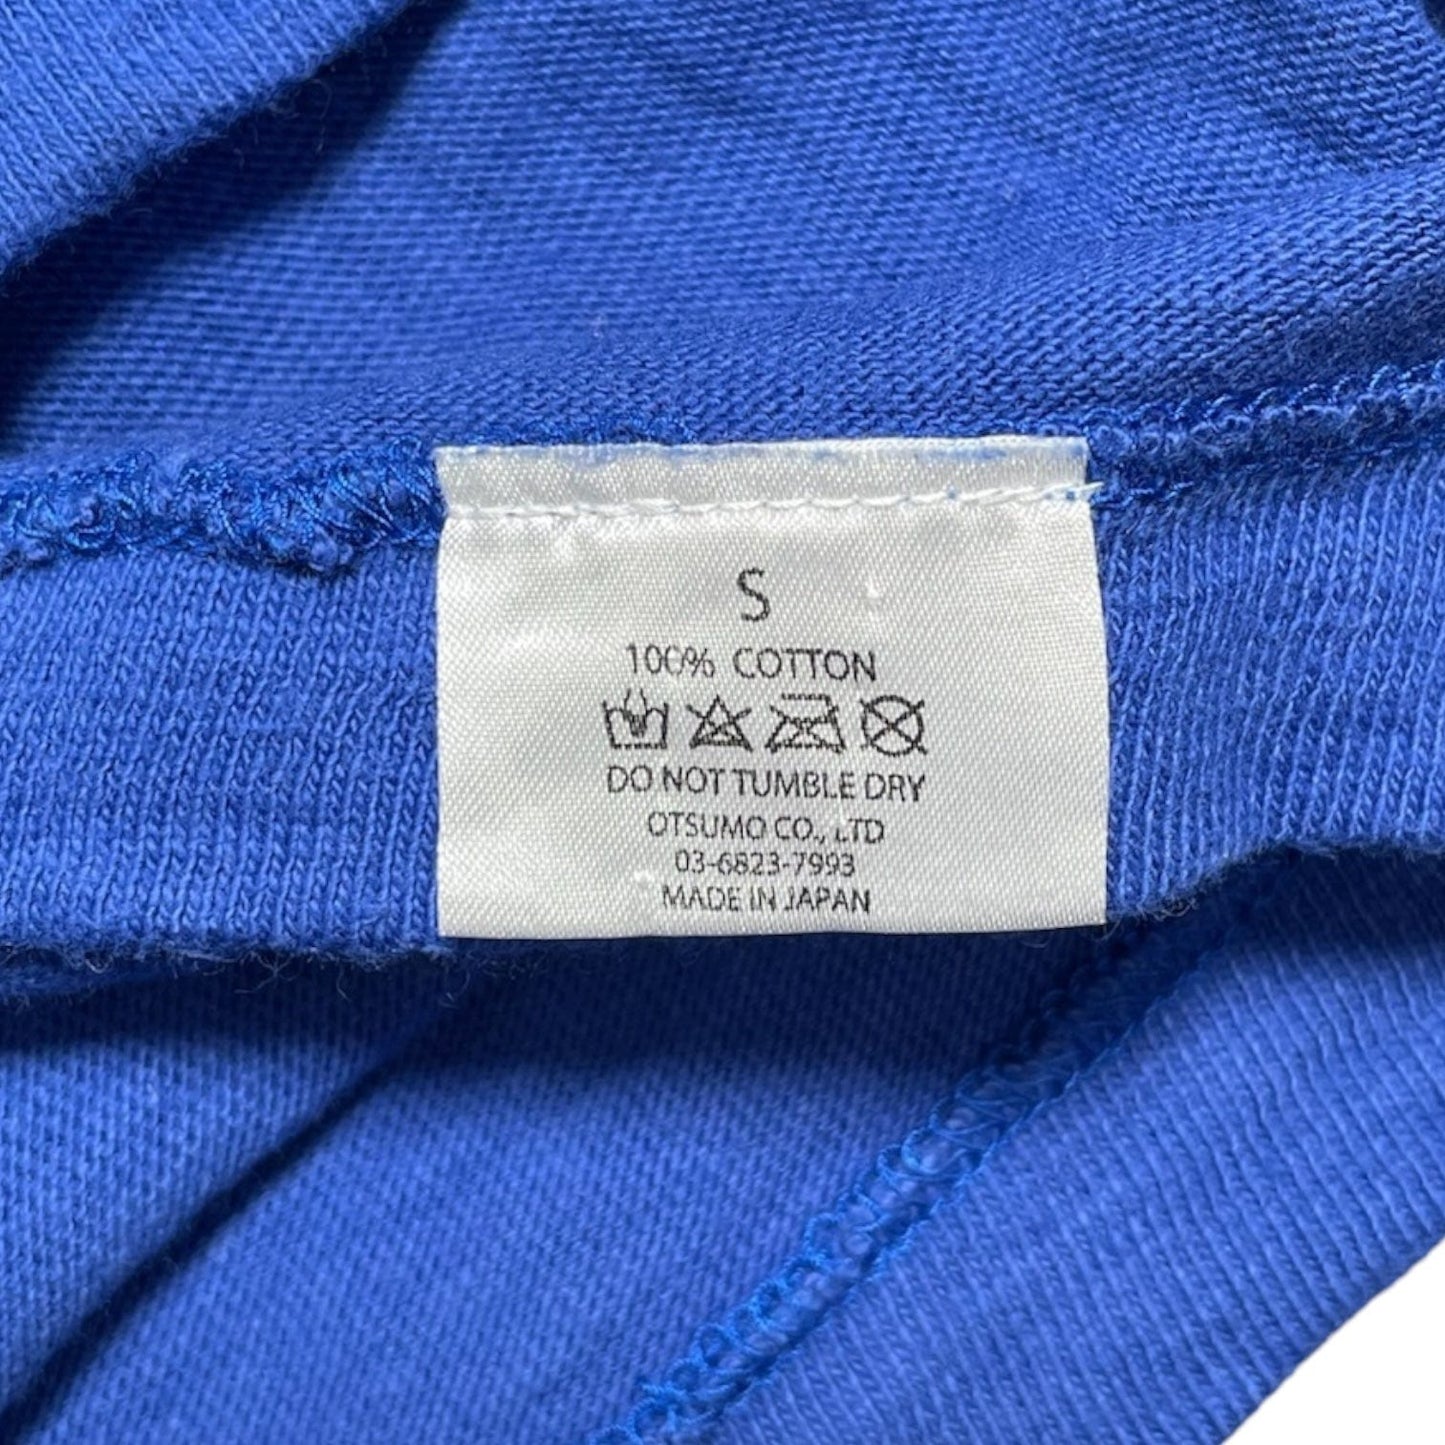 S
100% COTTON
DO NOT TUMBLE DRY
OTSUMO CO., LTD
03-6823-7993
MADE IN JAPAN